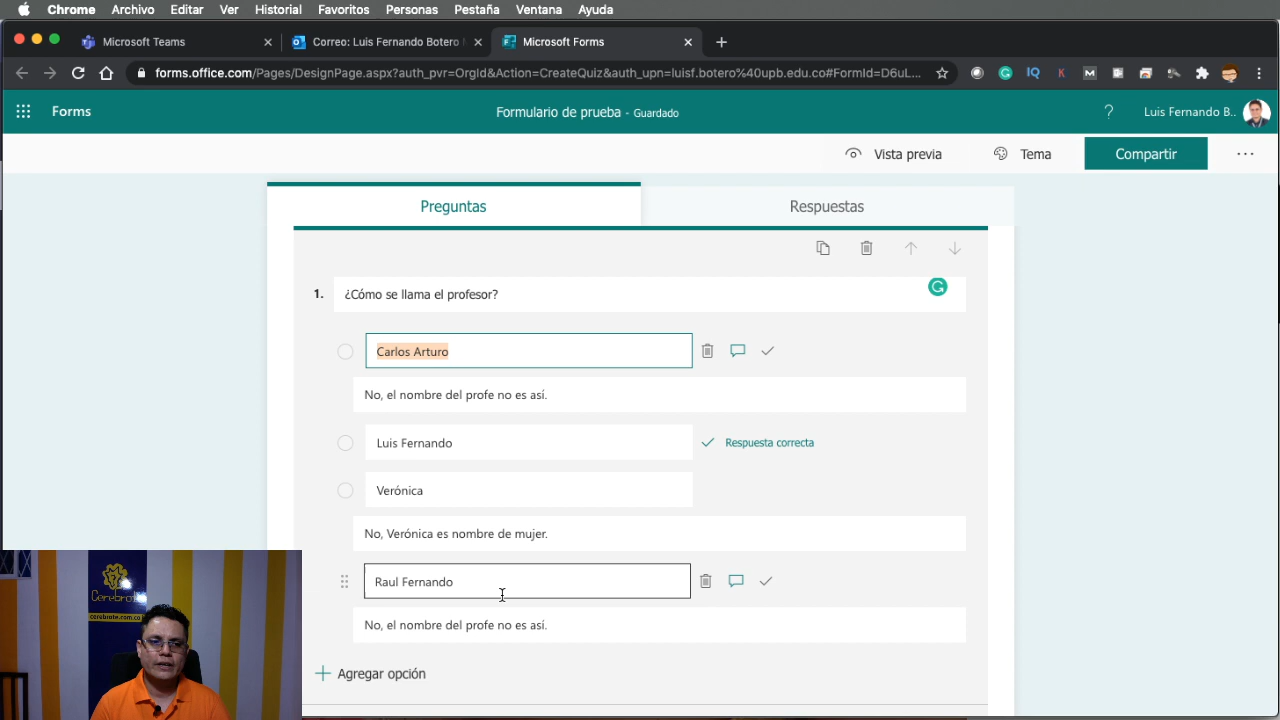 Chrome Archivo Editar Ver Historial Favoritos Personas Pestaña Ventana Ayuda
Microsoft Teams
Correo: Luis Fernando Botero
Microsoft Forms
forms.office.com/Pages/DesignPage.aspx?auth_pvr=OrgId&Action=CreateQuiz&auth_upn=luisf.botero%40upb.edu.co#FormId=D6uL...
Forms
Formulario de prueba - Guardado
Luis Fernando B..
Vista previa
Tema
Compartir
Preguntas
Respuestas
1. ¿Cómo se llama el profesor?
Carlos Arturo
No, el nombre del profe no es así.
Luis Fernando
Respuesta correcta
Verónica
No, Verónica es nombre de mujer.
Raul Fernando
No, el nombre del profe no es así.
Agregar opción
Cerebrote
cerebrote.com.co